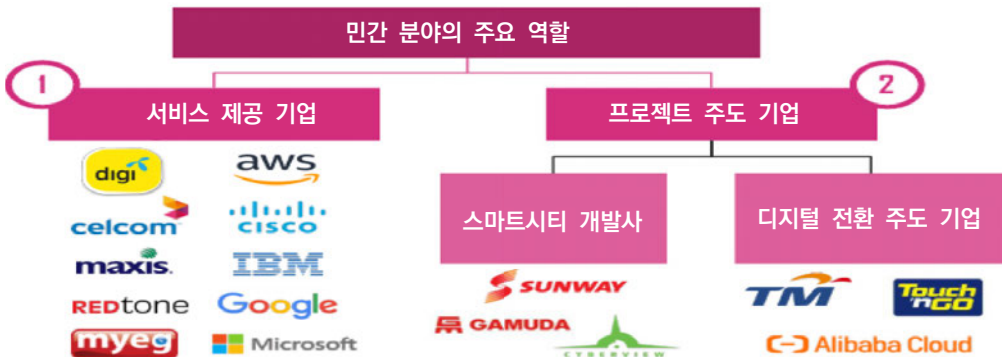 민간 분야의 주요 역할
1
서비스 제공 기업
digi
aws
celcom
CISCO
maxis.
IBM
REDtone
Google
myeg
Microsoft
2
프로젝트 주도 기업
스마트시티 개발사
SUNWAY
GAMUDA
CYBERVIEW
디지털 전환 주도 기업
TM
Touch 'n GO
Alibaba Cloud